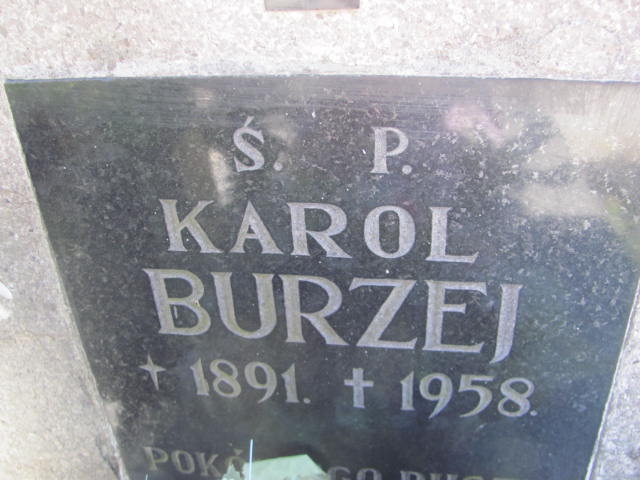 Ś. P.
KAROL
BURZEJ
1891. 1958.